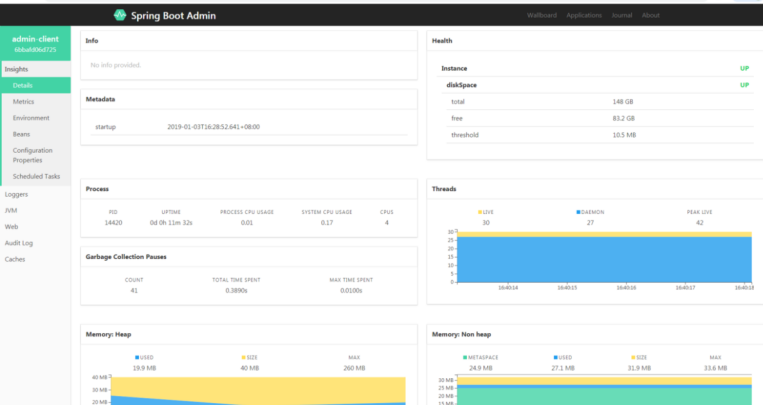 Spring Boot Admin
Wallboard Applications Journal About
admin-client
6bbafd86d725
Insights
Details
Metrics
Environment
Beans
Configuration
Properties
Scheduled Tasks
Loggers
JVM
Web
Audit Log
Caches
Info
No info provided.
Metadata
startup 2019-01-03T16:28:52.641+08:00
Health
Instance UP
diskSpace UP
total 148 GB
free 83.2 GB
threshold 10.5 MB
Process
PID UPTIME PROCESS CPU USAGE SYSTEM CPU USAGE CPUS
14420 0d 0h 11m 32s 0.01 0.17 4
Garbage Collection Pauses
COUNT TOTAL TIME SPENT MAX TIME SPENT
41 0.3890s 0.0100s
Threads
LIVE DAEMON PEAK LIVE
30 27 42
30
25
20
15
10
5
0
16:40:14 16:40:15 16:40:16 16:40:17 16:40:18
Memory: Heap
USED SIZE MAX
19.9 MB 40 MB 260 MB
40 MB
30 MB
20 MB
Memory: Non heap
METASPACE USED SIZE MAX
24.9 MB 27.1 MB 31.9 MB 33.6 MB
30 MB
25 MB
20 MB
15 MB